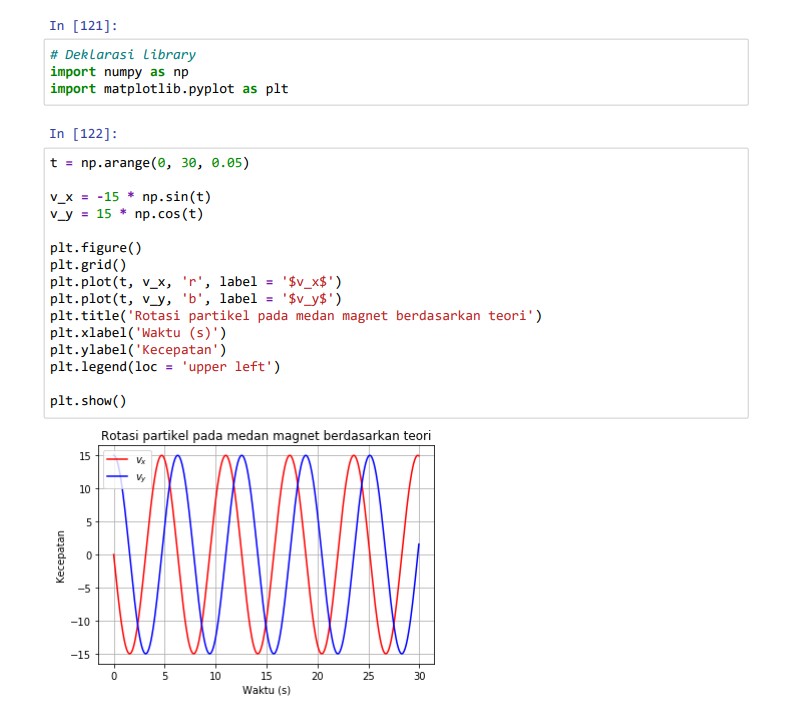 In [121]:
# Deklarasi Library
import numpy as np
import matplotlib.pyplot as plt
In [122]:
t = np.arange(0, 30, 0.05)
v_x = -15 * np.sin(t)
v_y = 15 * np.cos(t)
plt.figure()
plt.grid()
plt.plot(t, v_x, 'r', label = '$v_x$')
plt.plot(t, v_y, 'b', label = '$v_y$')
plt.title('Rotasi partikel pada medan magnet berdasarkan teori')
plt.xlabel('Waktu (s)')
plt.ylabel('Kecepatan')
plt.legend(loc = 'upper left')
plt.show()
Rotasi partikel pada medan magnet berdasarkan teori
vx
vy
Kecepatan
15
10
5
0
−5
−10
−15
0 5 10 15 20 25 30
Waktu (s)